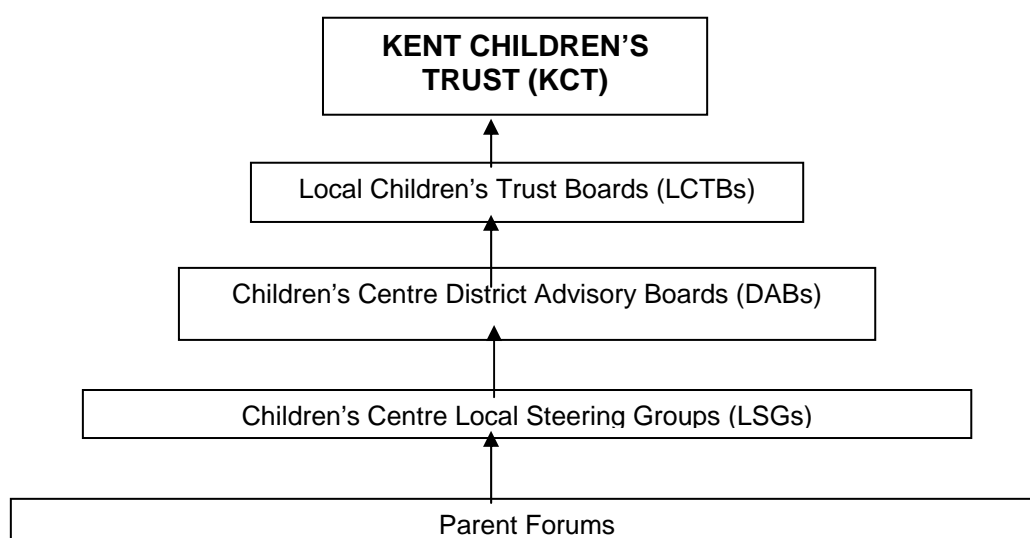 KENT CHILDREN’S
TRUST (KCT)
Local Children’s Trust Boards (LCTBs)
Children’s Centre District Advisory Boards (DABs)
Children’s Centre Local Steering Groups (LSGs)
Parent Forums